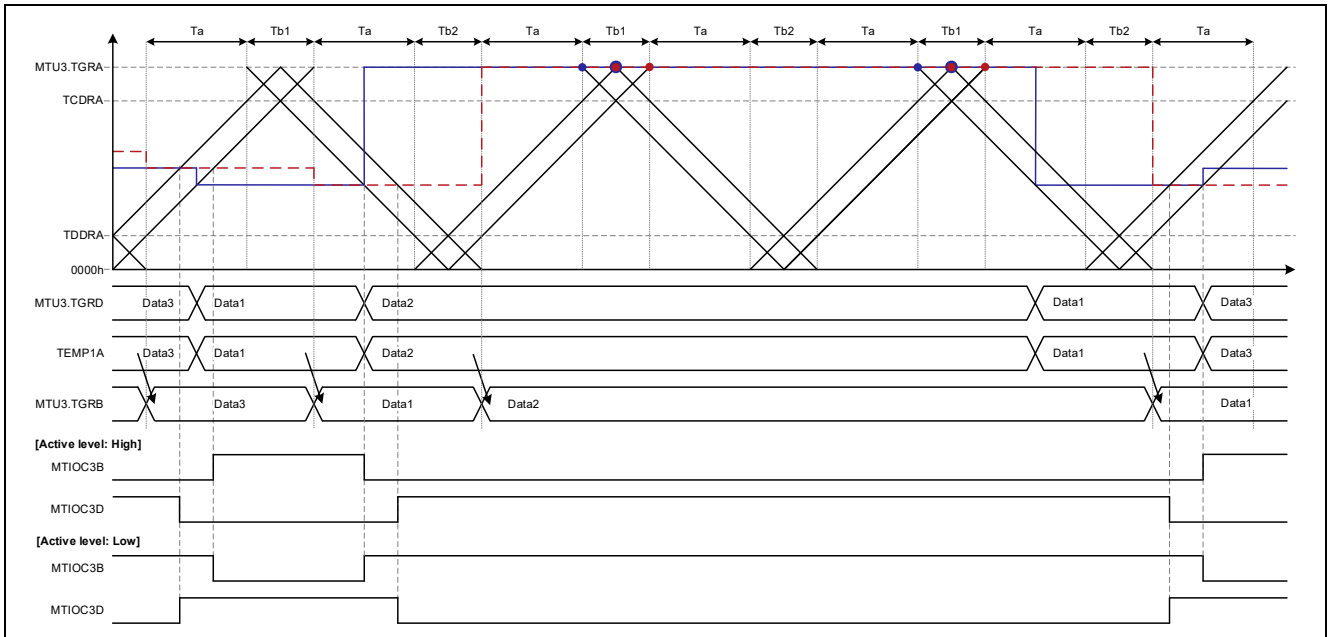 Ta Tb1 Ta Tb2 Ta Tb1 Ta Tb2 Ta Tb1 Ta Tb2 Ta
MTU3.TGRA
TCDRA
TDDRA
0000h
MTU3.TGRD Data3 Data1 Data2 Data1 Data3
TEMP1A Data3 Data1 Data2 Data1 Data3
MTU3.TGRB Data3 Data1 Data2 Data1
[Active level: High]
MTIOC3B
MTIOC3D
[Active level: Low]
MTIOC3B
MTIOC3D